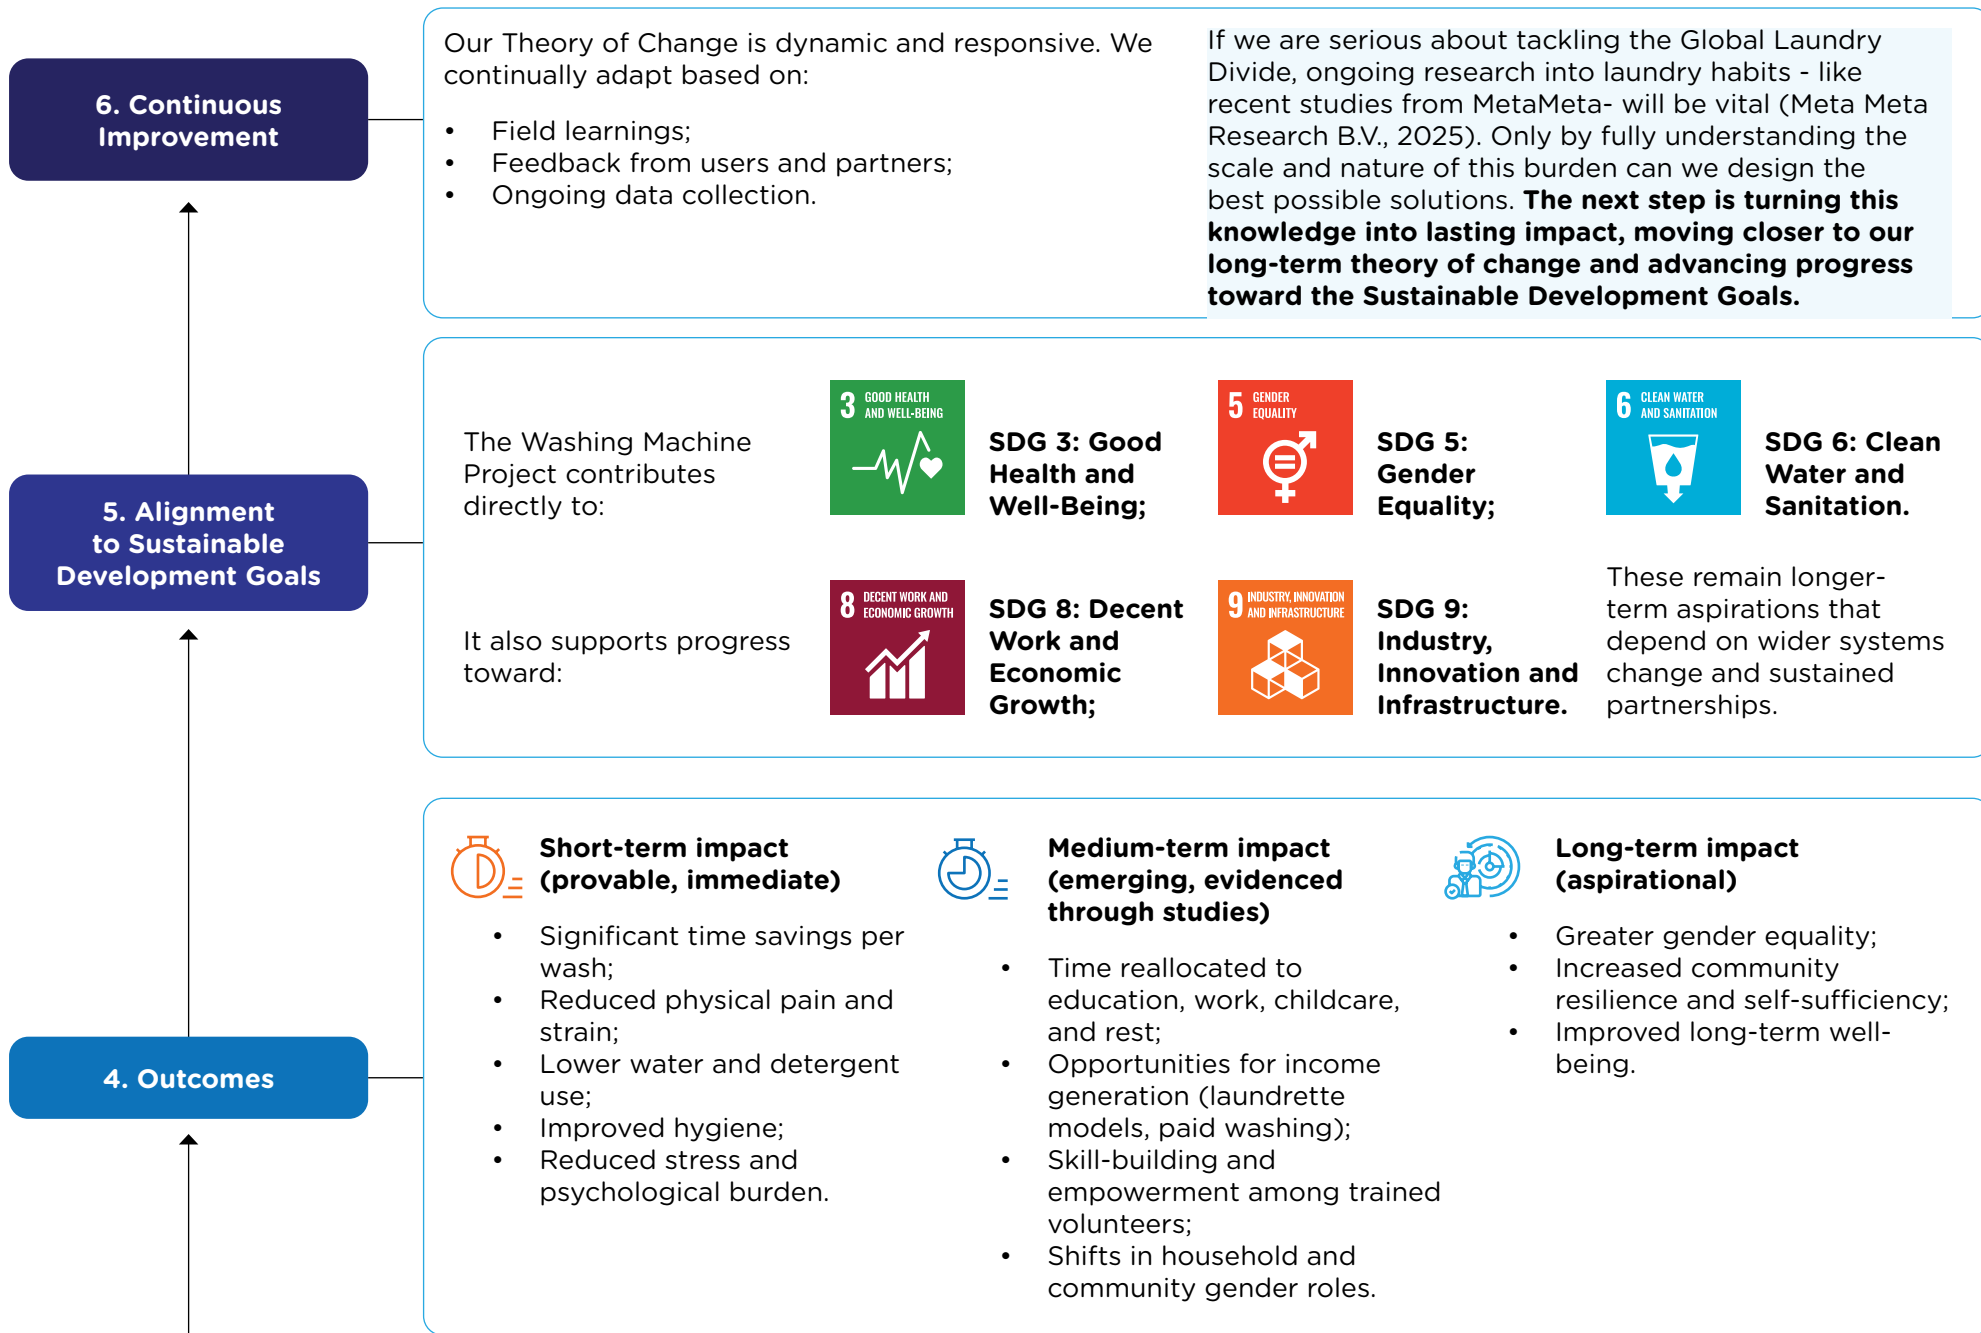 6. Continuous
Improvement
Our Theory of Change is dynamic and responsive. We
continually adapt based on:
• Field learnings;
• Feedback from users and partners;
• Ongoing data collection.
If we are serious about tackling the Global Laundry
Divide, ongoing research into laundry habits - like
recent studies from MetaMeta- will be vital (Meta Meta
Research B.V., 2025). Only by fully understanding the
scale and nature of this burden can we design the
best possible solutions. The next step is turning this
knowledge into lasting impact, moving closer to our
long-term theory of change and advancing progress
toward the Sustainable Development Goals.
5. Alignment
to Sustainable
Development Goals
The Washing Machine
Project contributes
directly to:
3 GOOD HEALTH
AND WELL-BEING
SDG 3: Good
Health and
Well-Being;
5 GENDER
EQUALITY
SDG 5:
Gender
Equality;
6 CLEAN WATER
AND SANITATION
SDG 6: Clean
Water and
Sanitation.
It also supports progress
toward:
8 DECENT WORK AND
ECONOMIC GROWTH
SDG 8: Decent
Work and
Economic
Growth;
9 INDUSTRY, INNOVATION
AND INFRASTRUCTURE
SDG 9:
Industry,
Innovation and
Infrastructure.
These remain longer-
term aspirations that
depend on wider systems
change and sustained
partnerships.
4. Outcomes
Short-term impact
(provable, immediate)
• Significant time savings per
wash;
• Reduced physical pain and
strain;
• Lower water and detergent
use;
• Improved hygiene;
• Reduced stress and
psychological burden.
Medium-term impact
(emerging, evidenced
through studies)
• Time reallocated to
education, work, childcare,
and rest;
• Opportunities for income
generation (laundrette
models, paid washing);
• Skill-building and
empowerment among trained
volunteers;
• Shifts in household and
community gender roles.
Long-term impact
(aspirational)
• Greater gender equality;
• Increased community
resilience and self-sufficiency;
• Improved long-term well-
being.